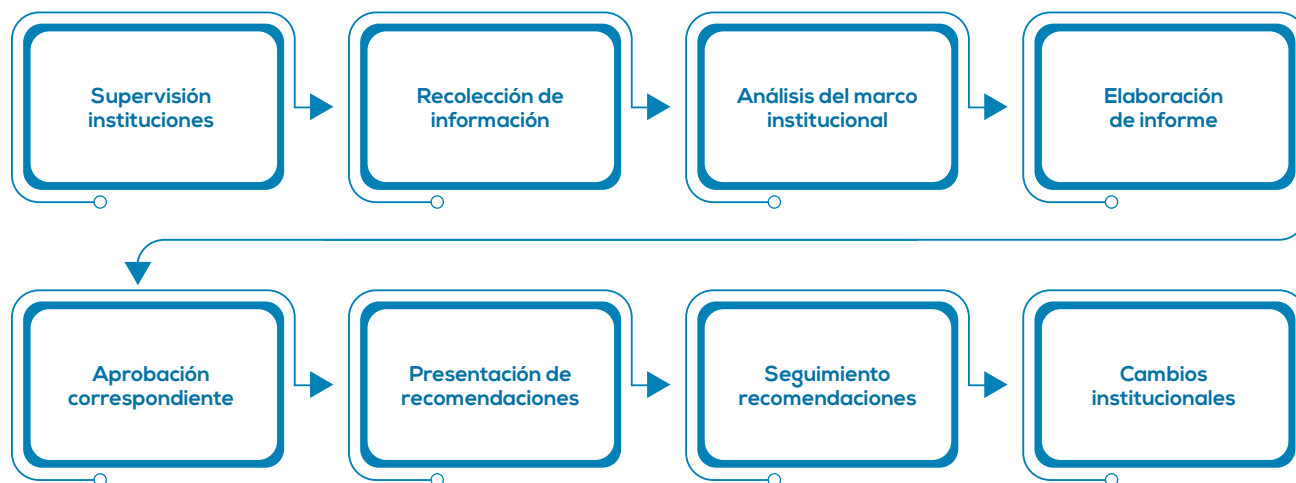 Supervisión
instituciones
Recolección de
información
Análisis del marco
institucional
Elaboración
de informe
Aprobación
correspondiente
Presentación de
recomendaciones
Seguimiento
recomendaciones
Cambios
institucionales